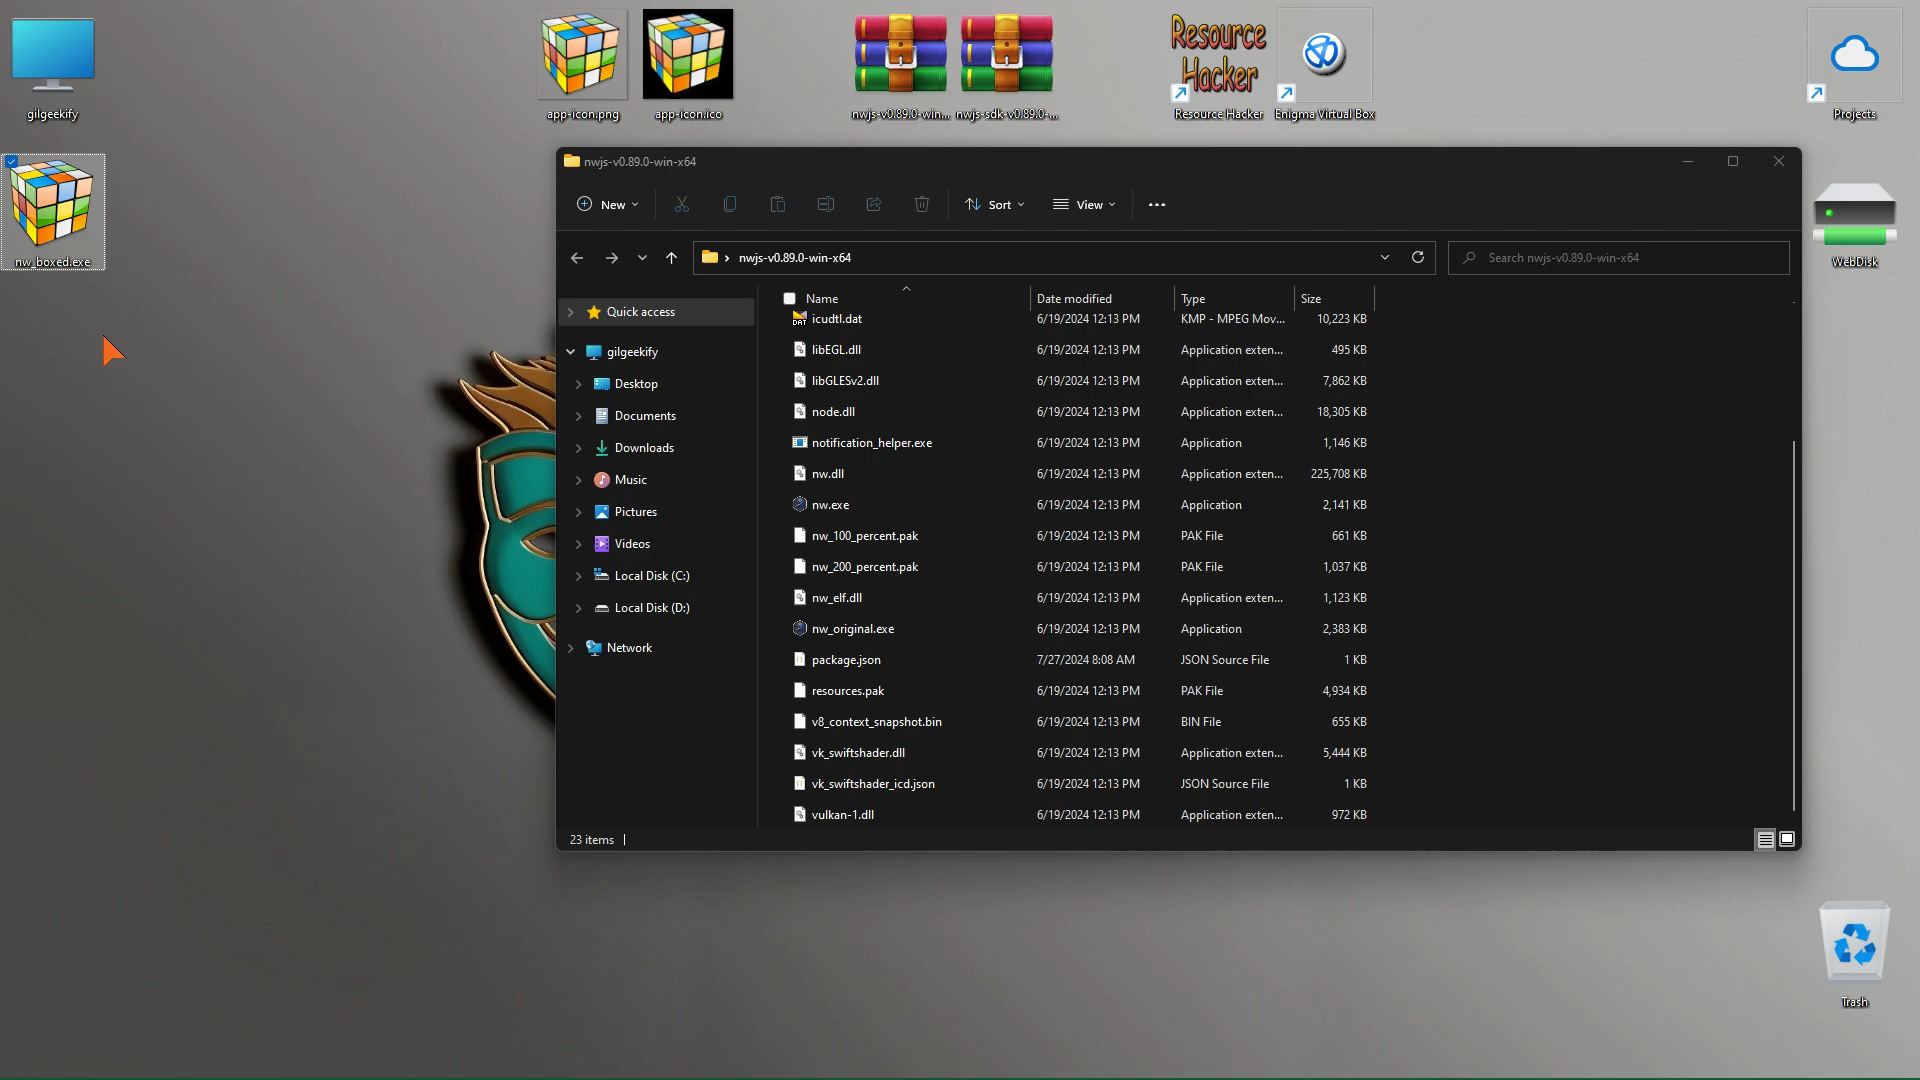 gilgeekify
app-icon.png
app-icon.ico
nwjs-v0.89.0-win...
nwjs-sdk-v0.89.0-...
Resource
Hacker
Resource Hacker
Enigma Virtual Box
Projects
nw_boxed.exe
WebDisk
Trash
nwjs-v0.89.0-win-x64
New
Sort
View
nwjs-v0.89.0-win-x64
Search nwjs-v0.89.0-win-x64
Quick access
gilgeekify
Desktop
Documents
Downloads
Music
Pictures
Videos
Local Disk (C:)
Local Disk (D:)
Network
Name Date modified Type Size
DAT icudtl.dat 6/19/2024 12:13 PM KMP - MPEG Mov... 10,223 KB
libEGL.dll 6/19/2024 12:13 PM Application exten... 495 KB
libGLESv2.dll 6/19/2024 12:13 PM Application exten... 7,862 KB
node.dll 6/19/2024 12:13 PM Application exten... 18,305 KB
notification_helper.exe 6/19/2024 12:13 PM Application 1,146 KB
nw.dll 6/19/2024 12:13 PM Application exten... 225,708 KB
nw.exe 6/19/2024 12:13 PM Application 2,141 KB
nw_100_percent.pak 6/19/2024 12:13 PM PAK File 661 KB
nw_200_percent.pak 6/19/2024 12:13 PM PAK File 1,037 KB
nw_elf.dll 6/19/2024 12:13 PM Application exten... 1,123 KB
nw_original.exe 6/19/2024 12:13 PM Application 2,383 KB
package.json 7/27/2024 8:08 AM JSON Source File 1 KB
resources.pak 6/19/2024 12:13 PM PAK File 4,934 KB
v8_context_snapshot.bin 6/19/2024 12:13 PM BIN File 655 KB
vk_swiftshader.dll 6/19/2024 12:13 PM Application exten... 5,444 KB
vk_swiftshader_icd.json 6/19/2024 12:13 PM JSON Source File 1 KB
vulkan-1.dll 6/19/2024 12:13 PM Application exten... 972 KB
23 items